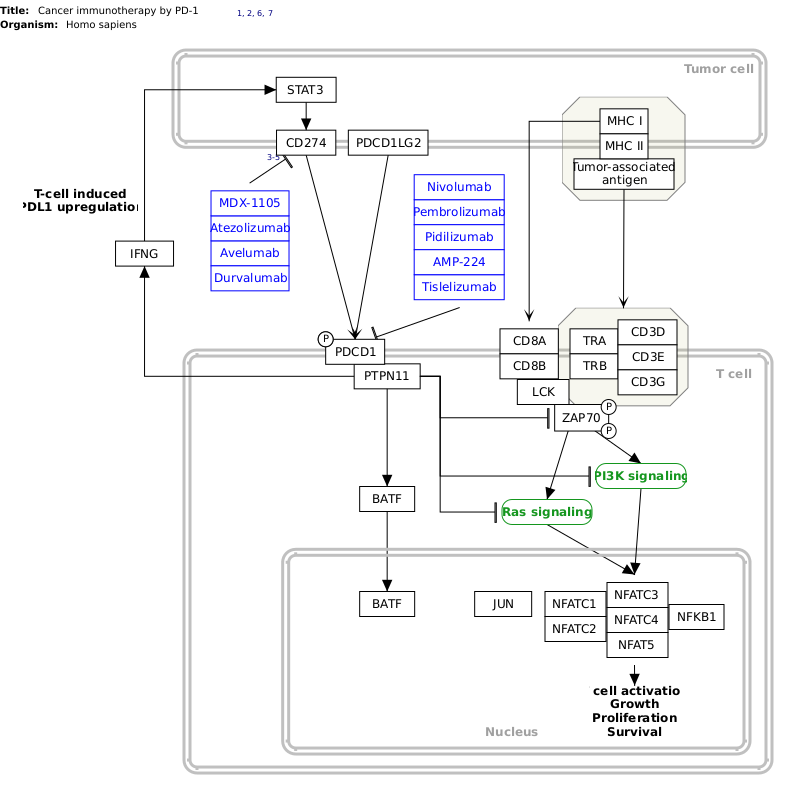 Title: Cancer immunotherapy by PD-1
1, 2, 6, 7
Organism: Homo sapiens
Tumor cell
STAT3
MHC I
CD274
PDCD1LG2
MHC II
3-5
Tumor-associated
antigen
T-cell induced
PDL1 upregulation
MDX-1105
Atezolizumab
Avelumab
Durvalumab
Nivolumab
Pembrolizumab
Pidilizumab
AMP-224
Tislelizumab
IFNG
P
PDCD1
PTPN11
CD8A
CD8B
LCK
TRA
TRB
CD3D
CD3E
CD3G
T cell
ZAP70
P
P
PI3K signaling
Ras signaling
BATF
BATF
JUN
NFATC1
NFATC2
NFATC3
NFATC4
NFAT5
NFKB1
cell activatio
Growth
Proliferation
Survival
Nucleus